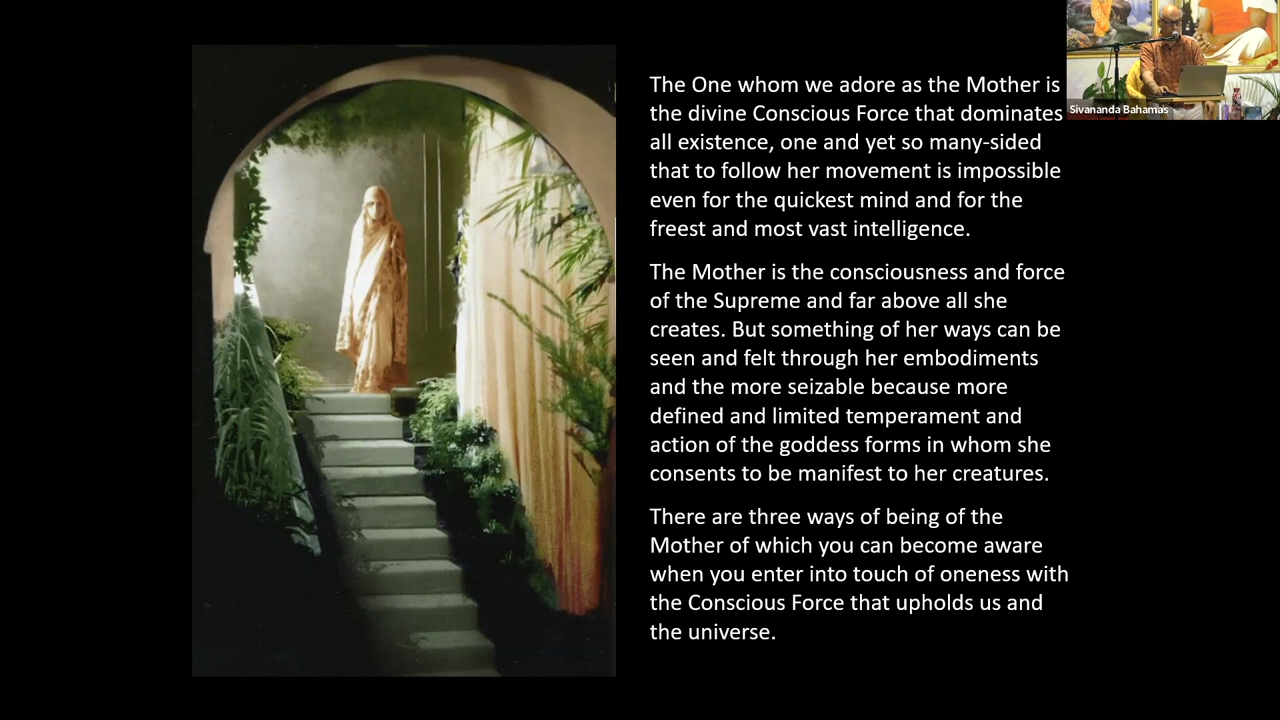 The One whom we adore as the Mother is
the divine Conscious Force that dominates
all existence, one and yet so many-sided
that to follow her movement is impossible
even for the quickest mind and for the
freest and most vast intelligence.
The Mother is the consciousness and force
of the Supreme and far above all she
creates. But something of her ways can be
seen and felt through her embodiments
and the more seizable because more
defined and limited temperament and
action of the goddess forms in whom she
consents to be manifest to her creatures.
There are three ways of being of the
Mother of which you can become aware
when you enter into touch of oneness with
the Conscious Force that upholds us and
the universe.
Sivananda Bahamas